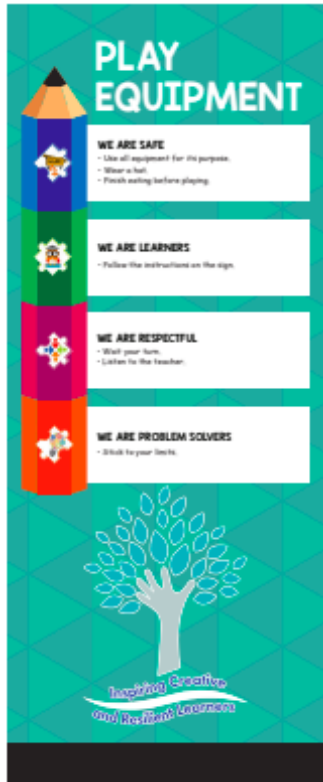 PLAY
EQUIPMENT
WE ARE SAFE
• Use all equipment for its purpose.
• Wear a hat.
• Finish eating before playing.
WE ARE LEARNERS
• Follow the instructions on the sign.
WE ARE RESPECTFUL
• Wait your turn.
• Listen to the teacher.
WE ARE PROBLEM SOLVERS
• Stick to your limits.
Inspiring Creative
and Resilient Learners